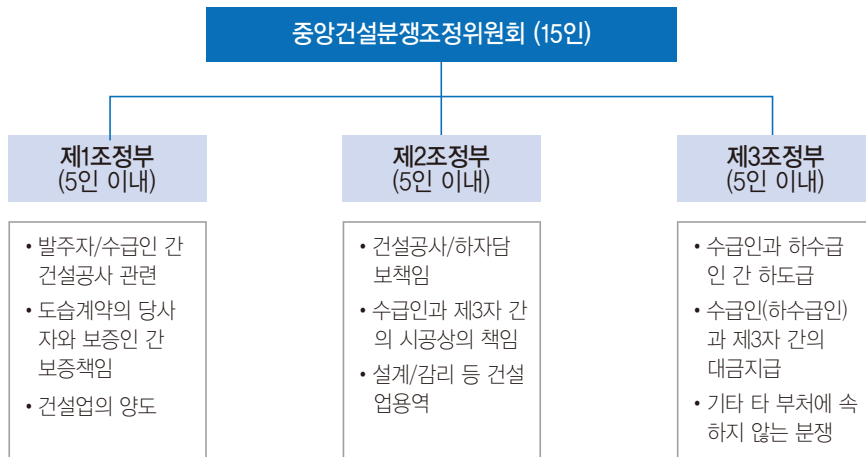 중앙건설분쟁조정위원회 (15인)
제1조정부
(5인 이내)
• 발주자/수급인 간
건설공사 관련
• 도습계약의 당사
자와 보증인 간
보증책임
• 건설업의 양도
제2조정부
(5인 이내)
• 건설공사/하자담
보책임
• 수급인과 제3자 간
의 시공상의 책임
• 설계/감리 등 건설
업용역
제3조정부
(5인 이내)
• 수급인과 하수급
인 간 하도급
• 수급인(하수급인)
과 제3자 간의
대금지급
• 기타 타 부처에 속
하지 않는 분쟁